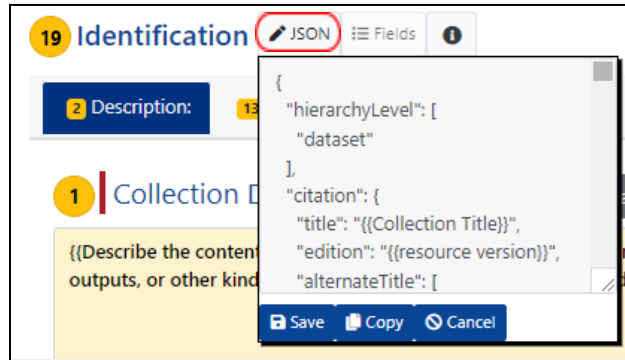 19 Identification JSON Fields
2 Description: 13
{
"hierarchyLevel": [
"dataset"
],
"citation": {
"title": "{{Collection Title}}",
"edition": "{{resource version}}",
"alternateTitle": [
1 Collection
{{Describe the content
outputs, or other kind
Save Copy Cancel